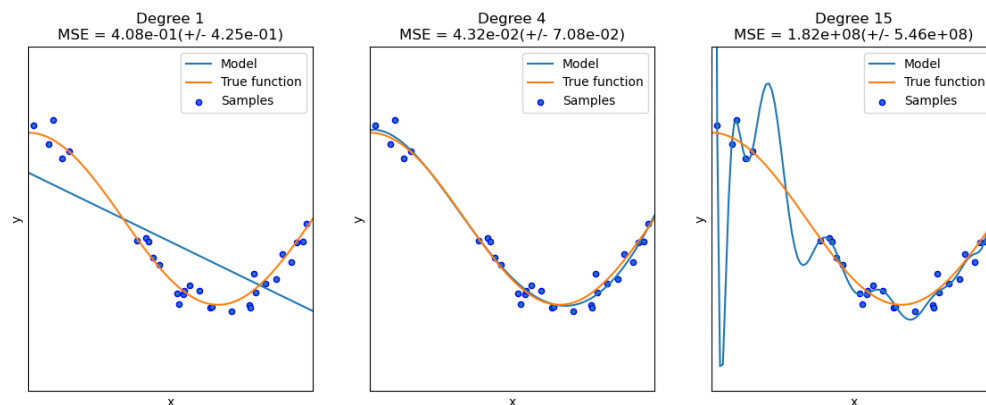 Degree 1
MSE = 4.08e-01(+/- 4.25e-01)
Model
True function
Samples
y
x
Degree 4
MSE = 4.32e-02(+/- 7.08e-02)
Model
True function
Samples
y
x
Degree 15
MSE = 1.82e+08(+/- 5.46e+08)
Model
True function
Samples
y
x